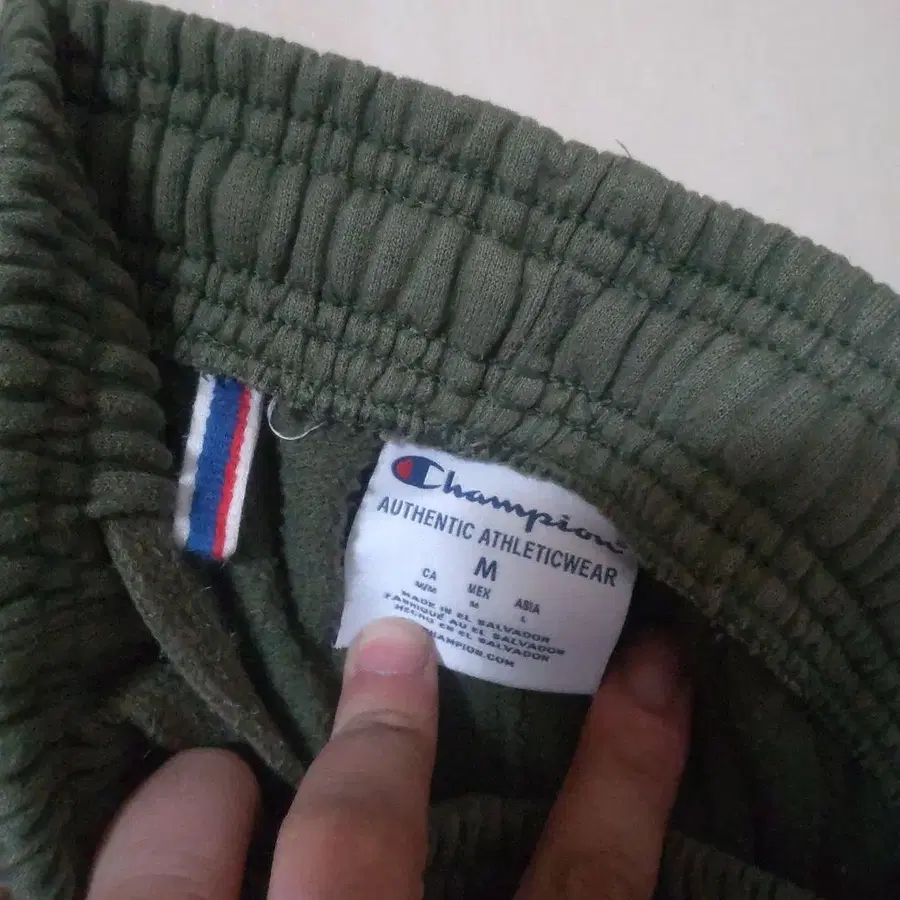 Champion
AUTHENTIC ATHLETICWEAR
M
CA MEX ASIA
M/M M L
MADE IN EL SALVADOR
FABRIQUÉ AU EL SALVADOR
HECHO EN EL SALVADOR
CHAMPION.COM